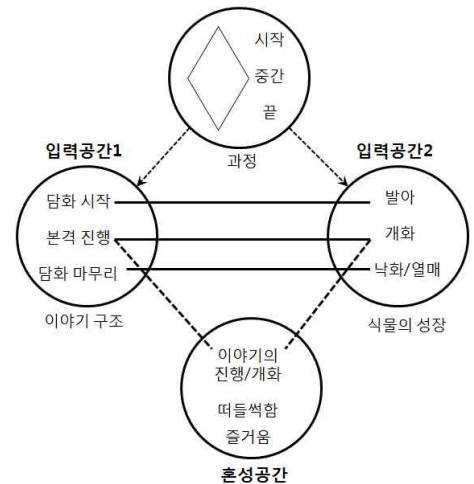 시작
중간
끝
과정
입력공간1
입력공간2
담화 시작
발아
본격 진행
개화
담화 마무리
낙화/열매
이야기 구조
식물의 성장
이야기의
진행/개화
떠들썩함
즐거움
혼성공간